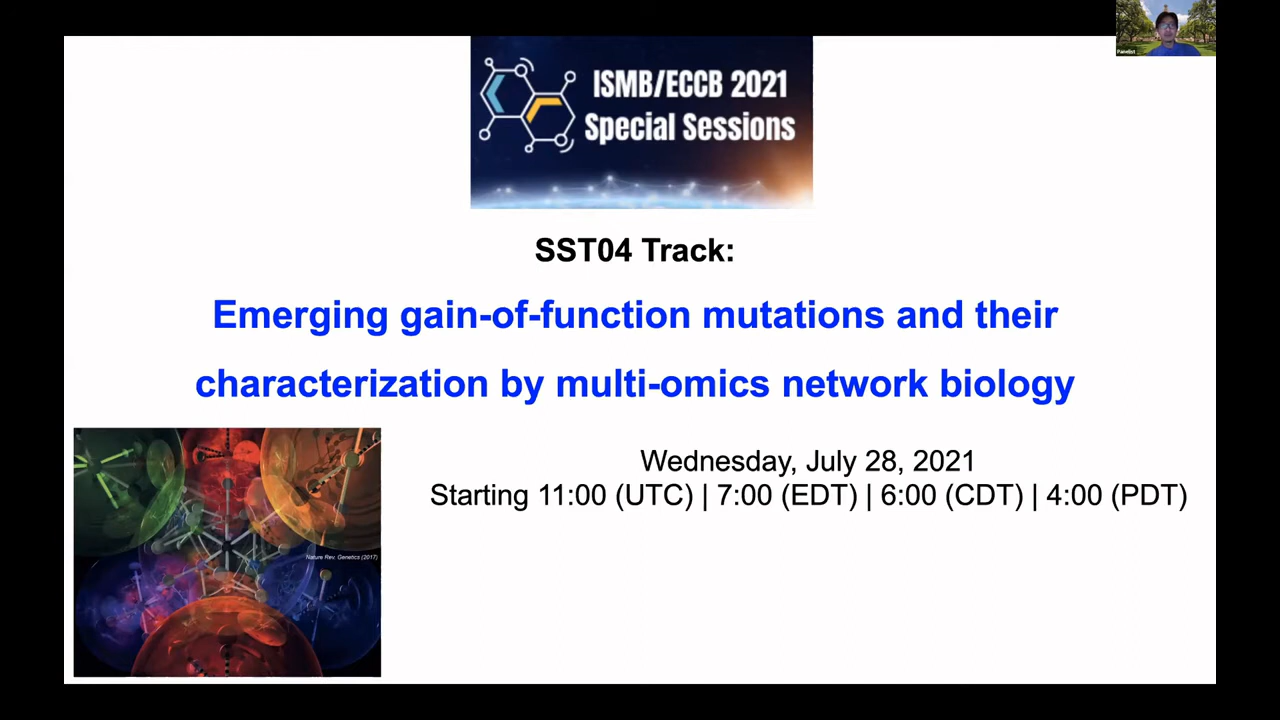 Panelist
ISMB/ECCB 2021
Special Sessions
SST04 Track:
Emerging gain-of-function mutations and their
characterization by multi-omics network biology
Wednesday, July 28, 2021
Starting 11:00 (UTC) | 7:00 (EDT) | 6:00 (CDT) | 4:00 (PDT)
Nature Rev. Genetics (2017)